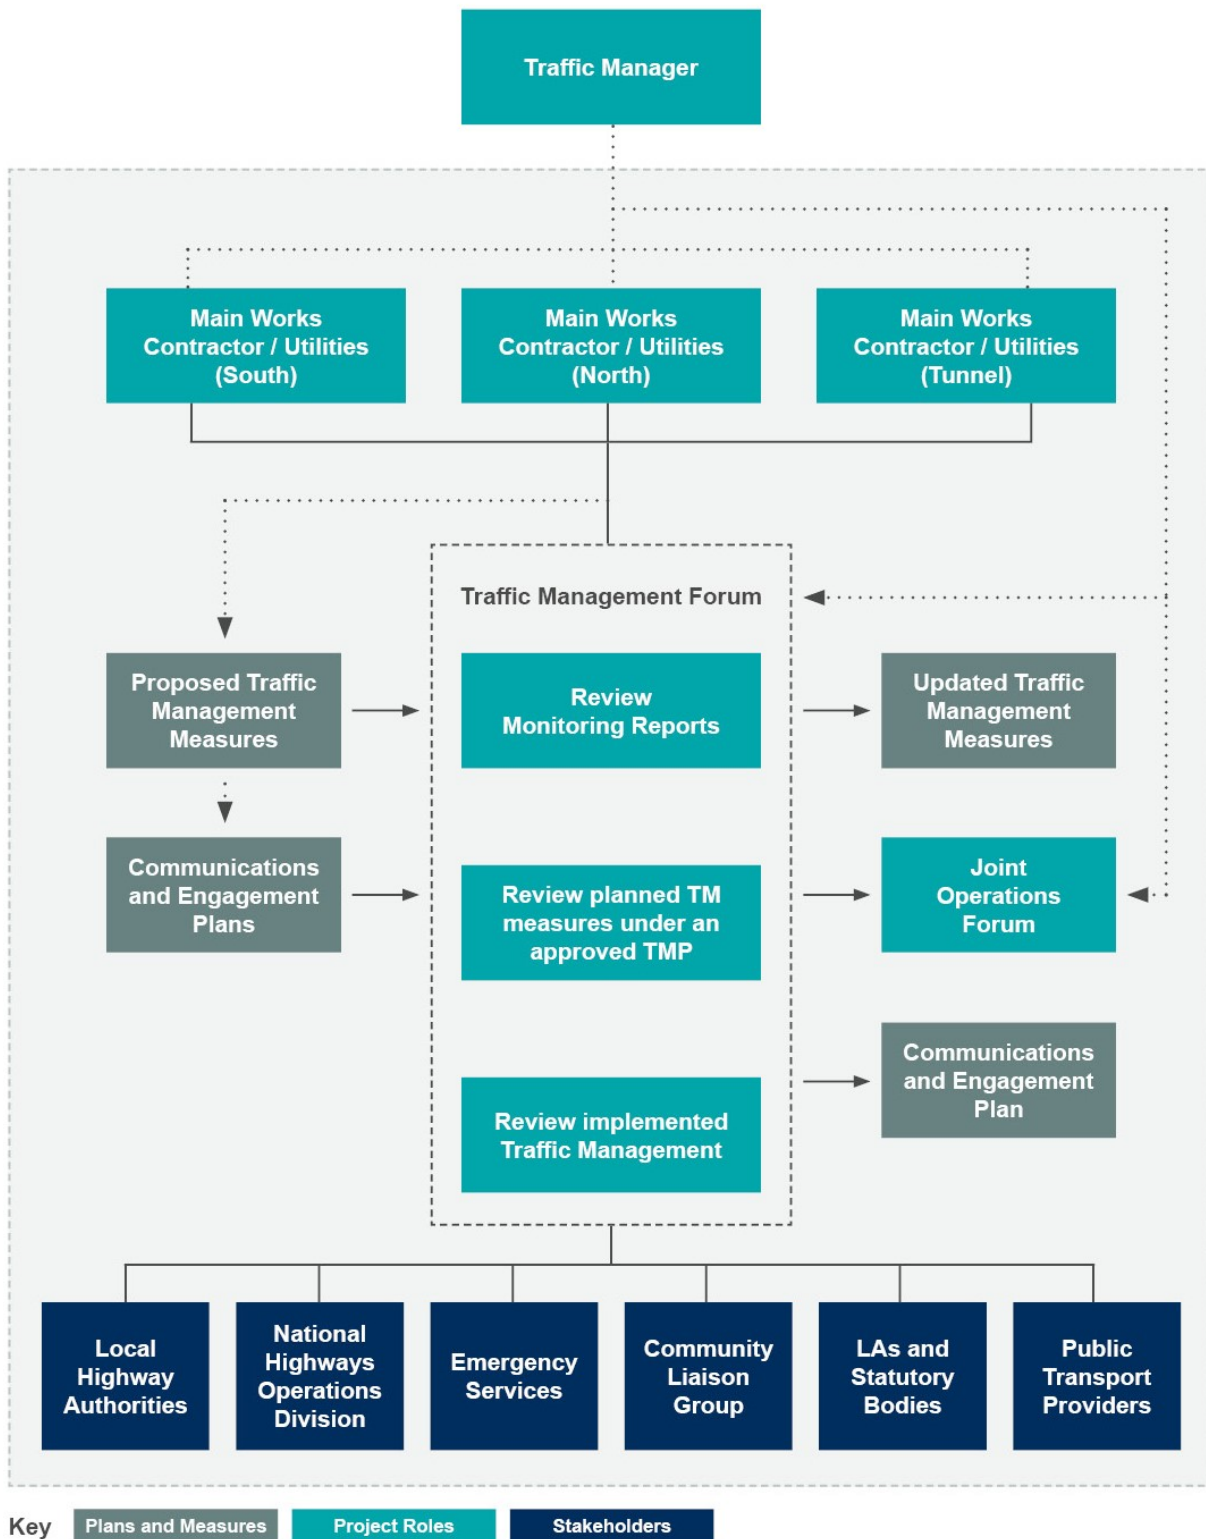 Traffic Manager
Main Works
Contractor / Utilities
(South)
Main Works
Contractor / Utilities
(North)
Main Works
Contractor / Utilities
(Tunnel)
Traffic Management Forum
Proposed Traffic
Management
Measures
Review
Monitoring Reports
Updated Traffic
Management
Measures
Communications
and Engagement
Plans
Review planned TM
measures under an
approved TMP
Joint
Operations
Forum
Communications
and Engagement
Plan
Review implemented
Traffic Management
Local
Highway
Authorities
National
Highways
Operations
Division
Emergency
Services
Community
Liaison
Group
LAs and
Statutory
Bodies
Public
Transport
Providers
Key
Plans and Measures
Project Roles
Stakeholders